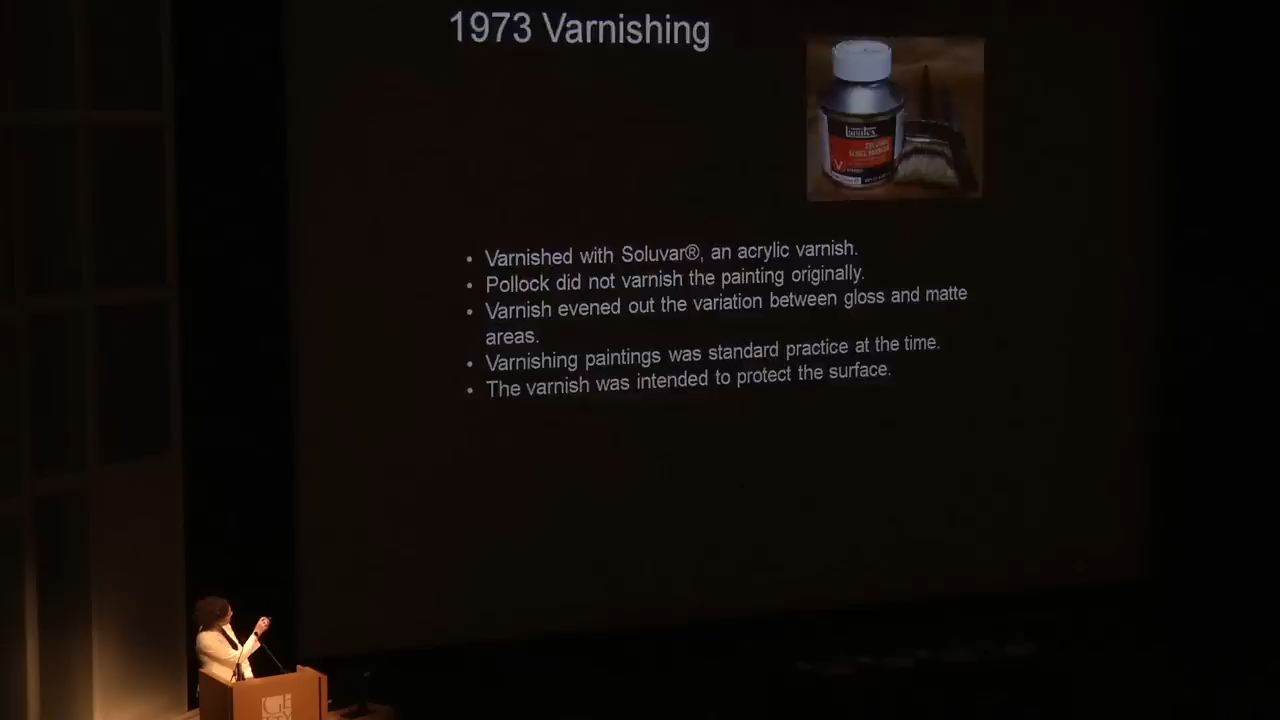 1973 Varnishing
• Varnished with Soluvar®, an acrylic varnish.
• Pollock did not varnish the painting originally.
• Varnish evened out the variation between gloss and matte
areas.
• Varnishing paintings was standard practice at the time.
• The varnish was intended to protect the surface.
Liquitex